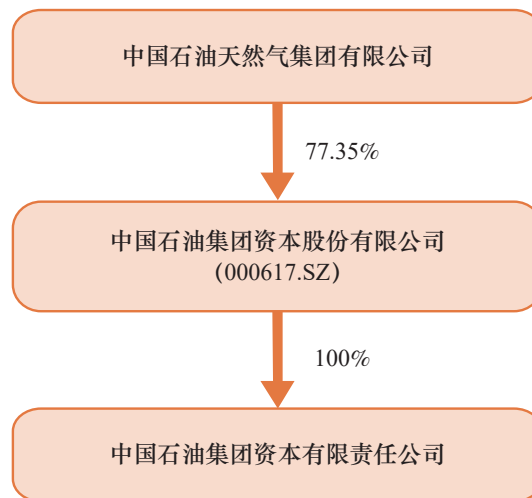 中国石油天然气集团有限公司
77.35%
中国石油集团资本股份有限公司
（000617.SZ）
100%
中国石油集团资本有限责任公司